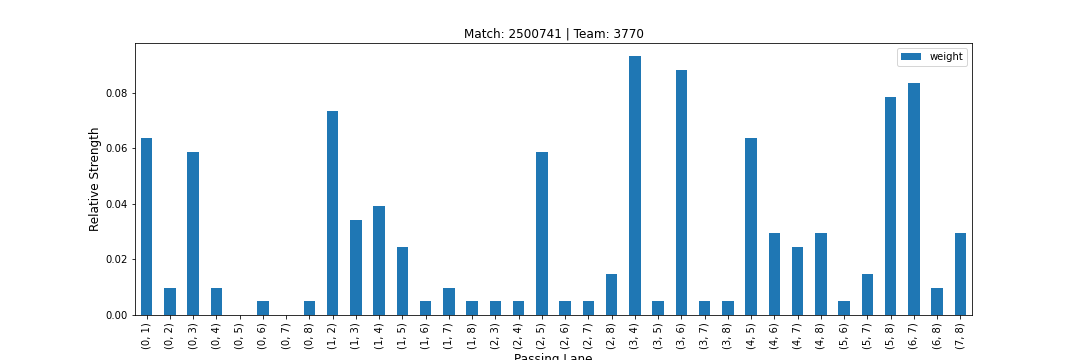 Match: 2500741 | Team: 3770
weight
Relative Strength
0.08
0.06
0.04
0.02
0.00
(0, 1) (0, 2) (0, 3) (0, 4) (0, 5) (0, 6) (0, 7) (0, 8) (1, 2) (1, 3) (1, 4) (1, 5) (1, 6) (1, 7) (1, 8) (2, 3) (2, 4) (2, 5) (2, 6) (2, 7) (2, 8) (3, 4) (3, 5) (3, 6) (3, 7) (3, 8) (4, 5) (4, 6) (4, 7) (4, 8) (5, 6) (5, 7) (5, 8) (6, 7) (6, 8) (7, 8)
Passing Lane